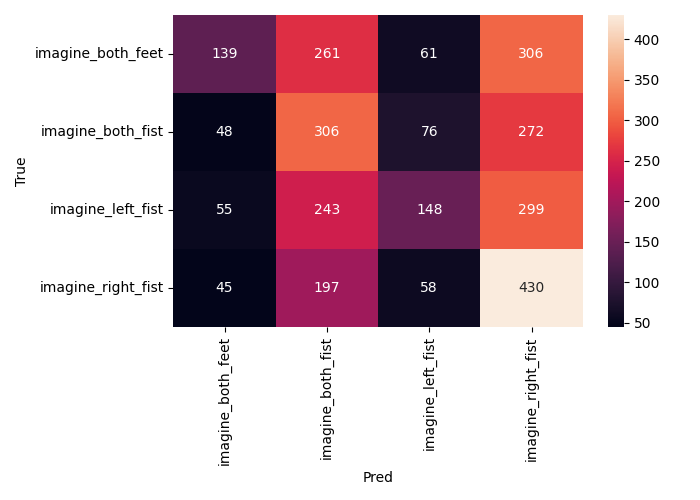 imagine_both_feet 139 261 61 306
imagine_both_fist 48 306 76 272
imagine_left_fist 55 243 148 299
imagine_right_fist 45 197 58 430
True
imagine_both_feet
imagine_both_fist
imagine_left_fist
imagine_right_fist
Pred
400
350
300
250
200
150
100
50